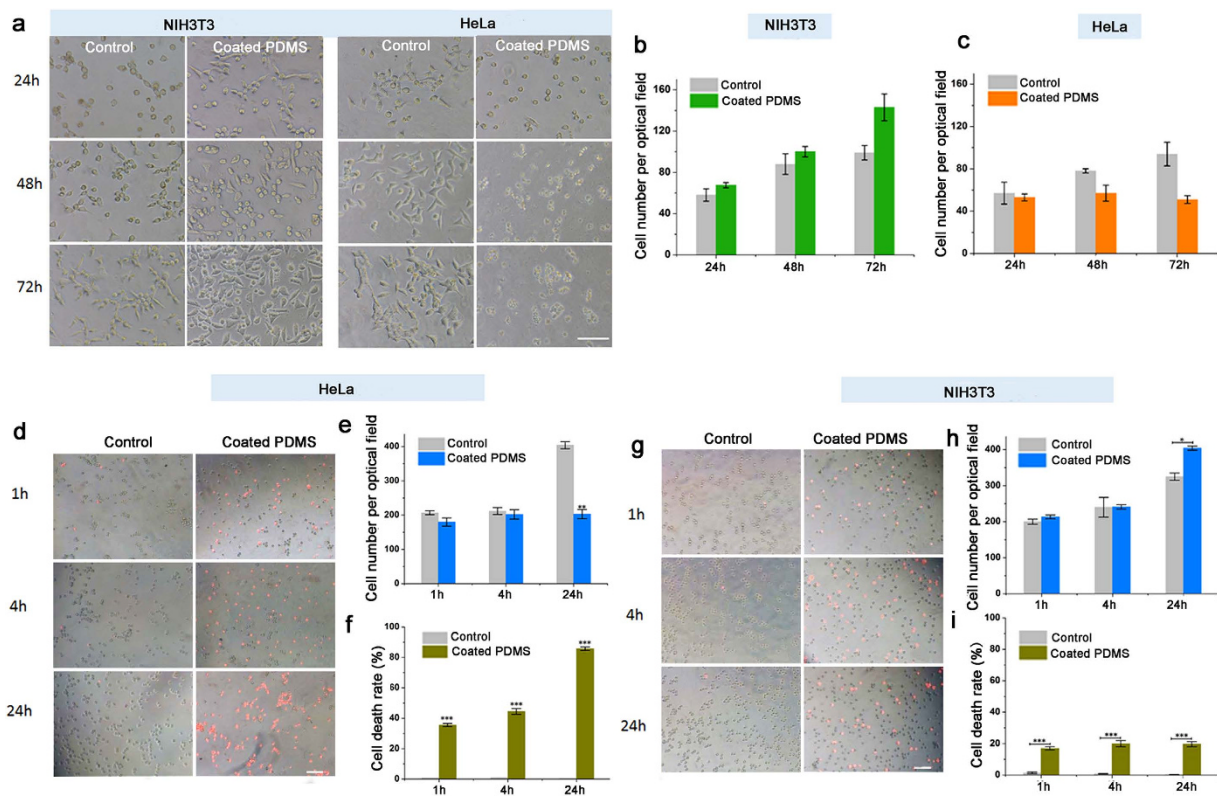 a
NIH3T3
HeLa
Control
Coated PDMS
Control
Coated PDMS
24h
48h
72h
b
NIH3T3
Control
Coated PDMS
Cell number per optical field
160
120
80
40
0
24h
48h
72h
c
HeLa
Control
Coated PDMS
Cell number per optical field
160
120
80
40
0
24h
48h
72h
HeLa
d
Control
Coated PDMS
1h
4h
24h
e
Control
Coated PDMS
Cell number per optical field
400
300
200
100
0
**
1h
4h
24h
f
Control
Coated PDMS
Cell death rate (%)
100
80
60
40
20
0
***
***
***
1h
4h
24h
NIH3T3
g
Control
Coated PDMS
1h
4h
24h
h
Control
Coated PDMS
Cell number per optical field
400
300
200
100
0
*
1h
4h
24h
i
Control
Coated PDMS
Cell death rate (%)
100
80
60
40
20
0
***
***
***
1h
4h
24h